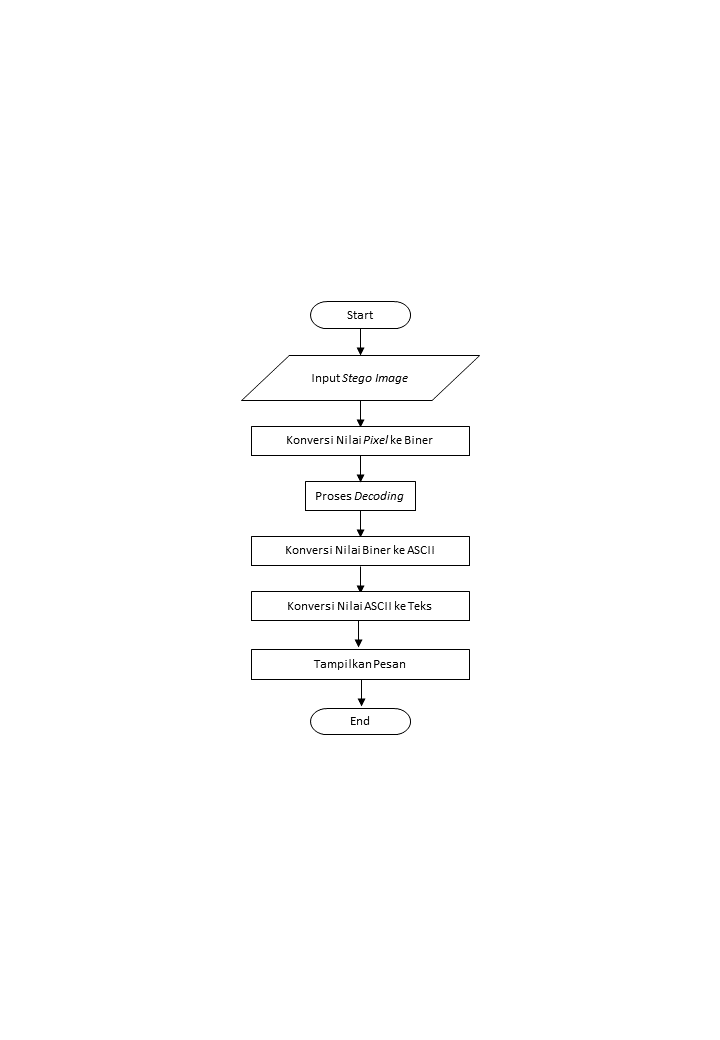 Start
Input Stego Image
Konversi Nilai Pixel ke Biner
Proses Decoding
Konversi Nilai Biner ke ASCII
Konversi Nilai ASCII ke Teks
Tampilkan Pesan
End